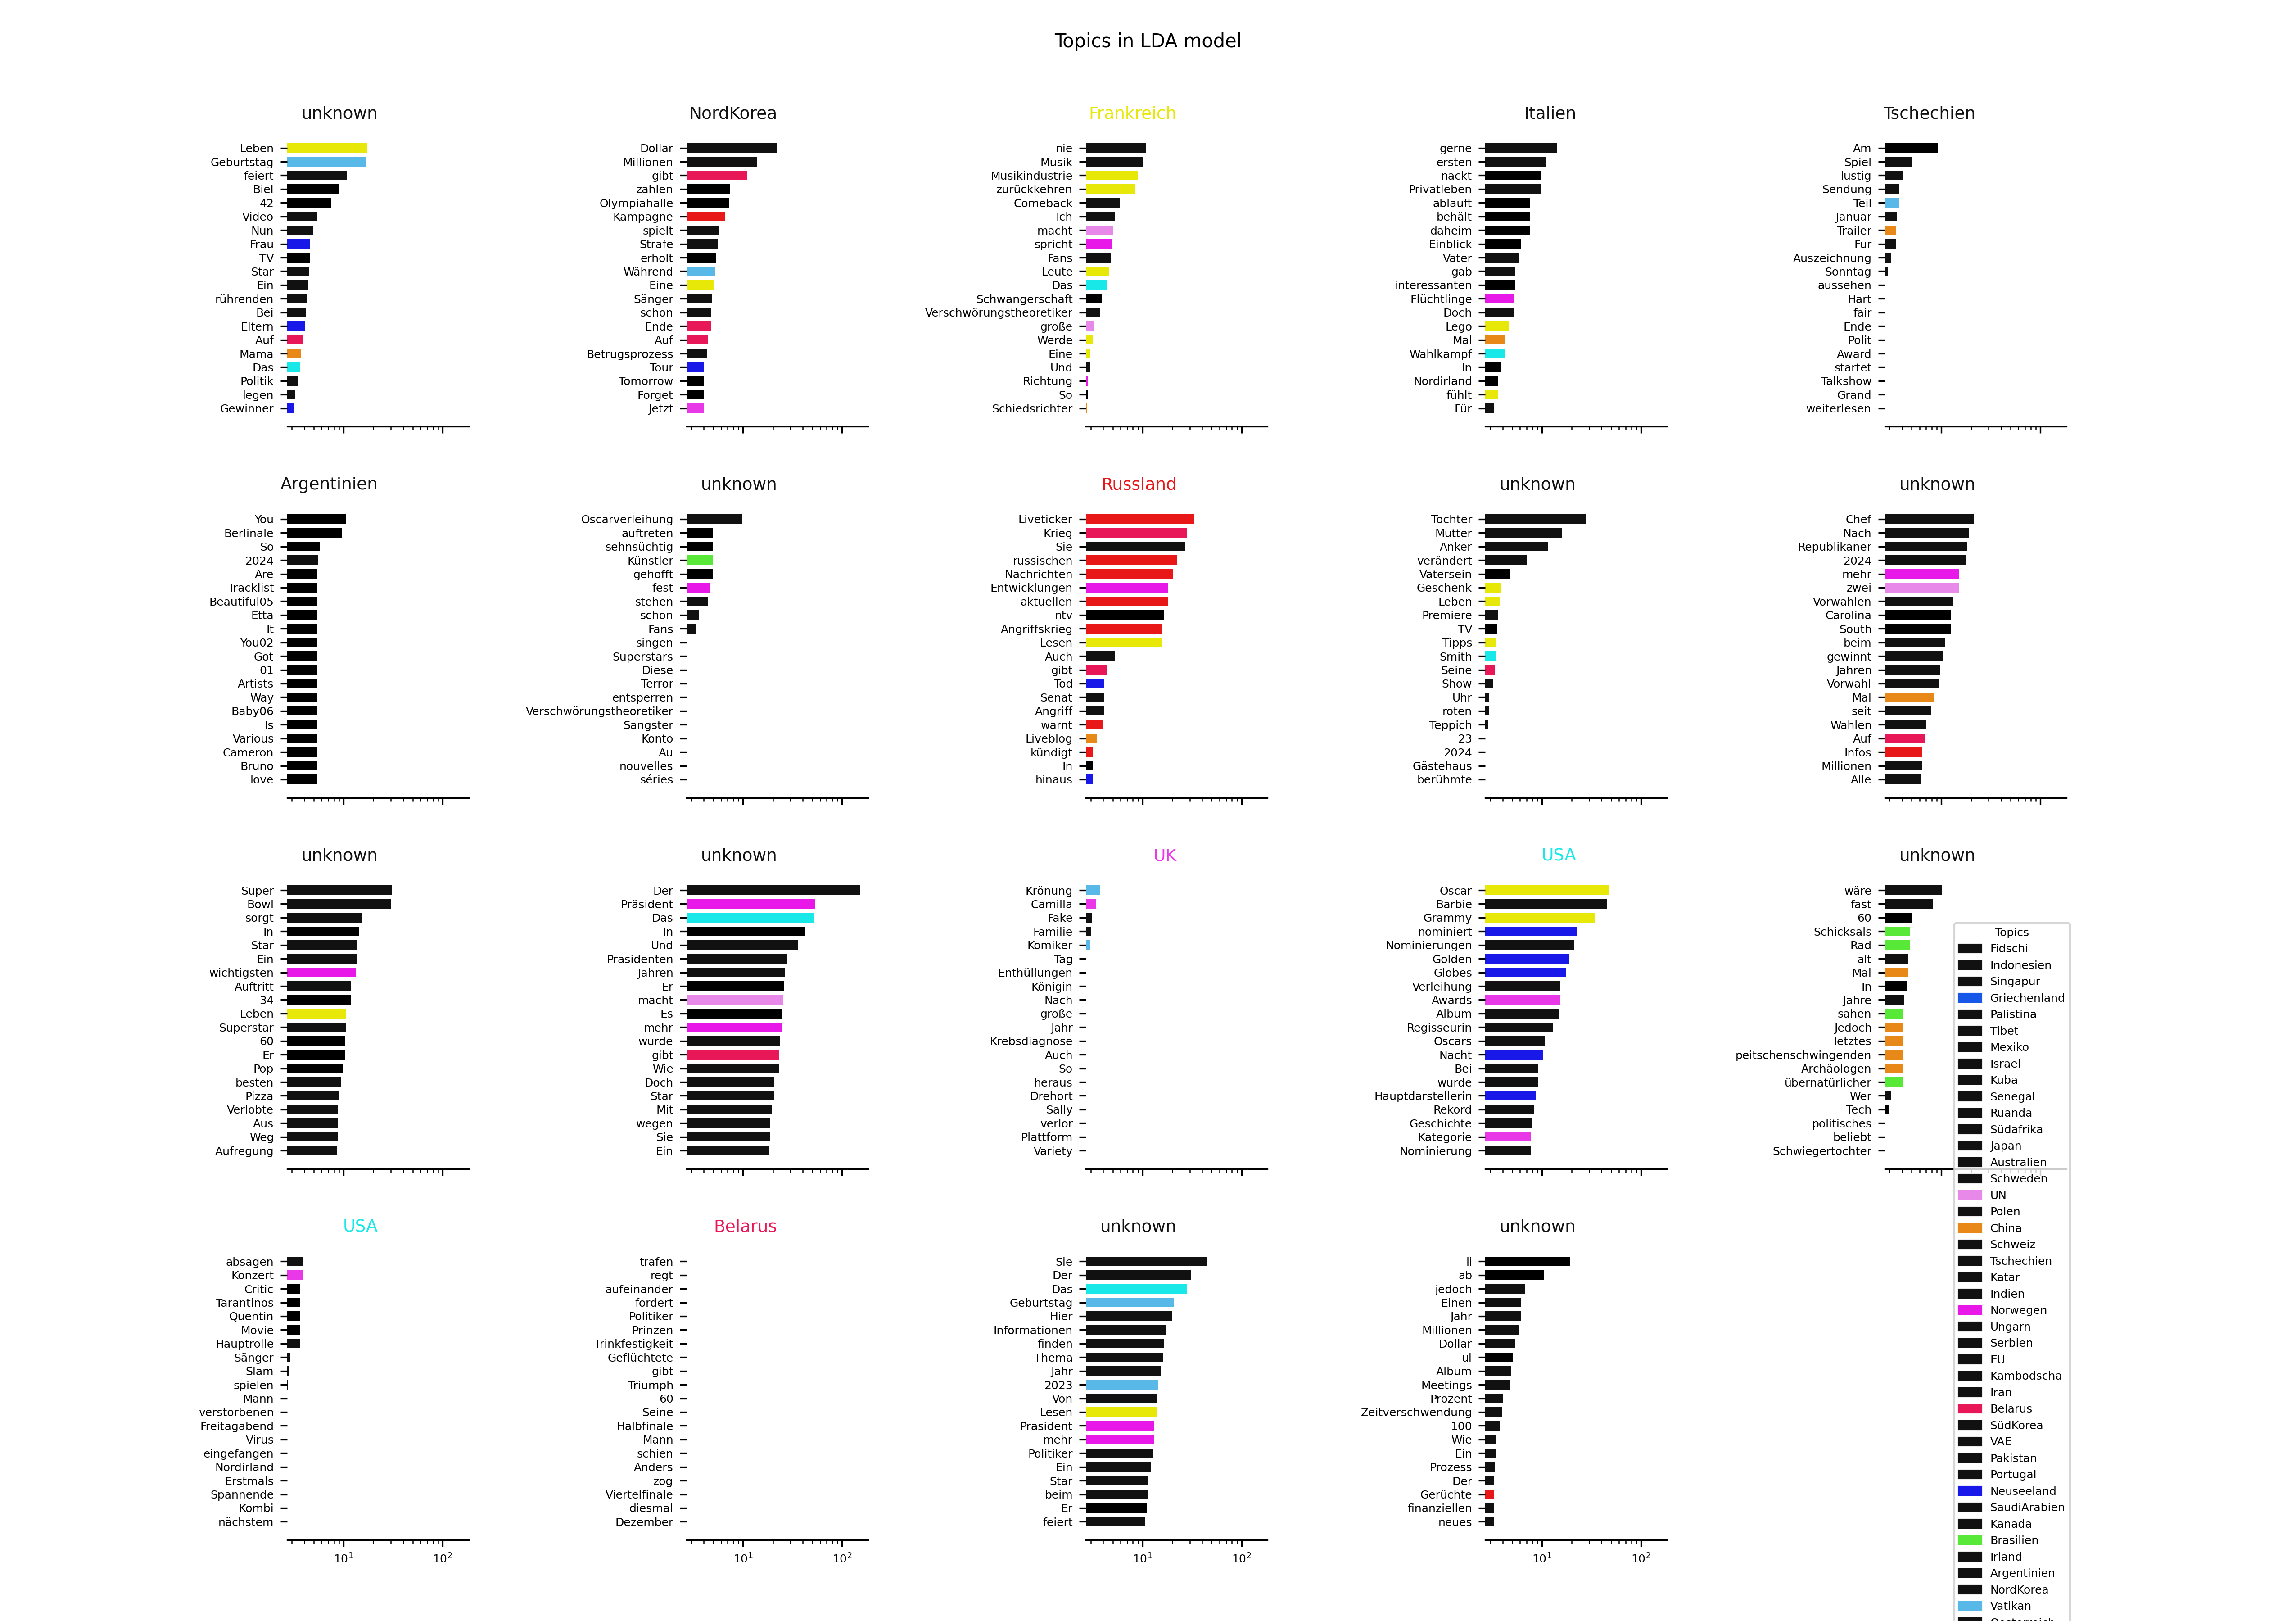 Topics in LDA model
unknown
Leben
Geburtstag
feiert
Biel
42
Video
Nun
Frau
TV
Star
Ein
rührenden
Bei
Eltern
Auf
Mama
Das
Politik
legen
Gewinner
NordKorea
Dollar
Millionen
gibt
zahlen
Olympiahalle
Kampagne
spielt
Strafe
erholt
Während
Eine
Sänger
schon
Ende
Auf
Betrugsprozess
Tour
Tomorrow
Forget
Jetzt
Frankreich
nie
Musik
Musikindustrie
zurückkehren
Comeback
Ich
macht
spricht
Fans
Leute
Das
Schwangerschaft
Verschwörungstheoretiker
große
Werde
Eine
Und
Richtung
So
Schiedsrichter
Italien
gerne
ersten
nackt
Privatleben
abläuft
behält
daheim
Einblick
Vater
gab
interessanten
Flüchtlinge
Doch
Lego
Mal
Wahlkampf
In
Nordirland
fühlt
Für
Tschechien
Am
Spiel
lustig
Sendung
Teil
Januar
Trailer
Für
Auszeichnung
Sonntag
aussehen
Hart
fair
Ende
Polit
Award
startet
Talkshow
Grand
weiterlesen
Argentinien
You
Berlinale
So
2024
Are
Tracklist
Beautiful05
Etta
It
You02
Got
01
Artists
Way
Baby06
Is
Various
Cameron
Bruno
love
unknown
Oscarverleihung
auftreten
sehnsüchtig
Künstler
gehofft
fest
stehen
schon
Fans
singen
Superstars
Diese
Terror
entsperren
Verschwörungstheoretiker
Sangster
Konto
Au
nouvelles
séries
Russland
Liveticker
Krieg
Sie
russischen
Nachrichten
Entwicklungen
aktuellen
ntv
Angriffskrieg
Lesen
Auch
gibt
Tod
Senat
Angriff
warnt
Liveblog
kündigt
In
hinaus
unknown
Tochter
Mutter
Anker
verändert
Vatersein
Geschenk
Leben
Premiere
TV
Tipps
Smith
Seine
Show
Uhr
roten
Teppich
23
2024
Gästehaus
berühmte
unknown
Chef
Nach
Republikaner
2024
mehr
zwei
Vorwahlen
Carolina
South
beim
gewinnt
Jahren
Vorwahl
Mal
seit
Wahlen
Auf
Infos
Millionen
Alle
unknown
Super
Bowl
sorgt
In
Star
Ein
wichtigsten
Auftritt
34
Leben
Superstar
60
Er
Pop
besten
Pizza
Verlobte
Aus
Weg
Aufregung
unknown
Der
Präsident
Das
In
Und
Präsidenten
Jahren
Er
macht
Es
mehr
wurde
gibt
Wie
Doch
Star
Mit
wegen
Sie
Ein
UK
Krönung
Camilla
Fake
Familie
Komiker
Tag
Enthüllungen
Königin
Nach
große
Jahr
Krebsdiagnose
Auch
So
heraus
Drehort
Sally
verlor
Plattform
Variety
USA
Oscar
Barbie
Grammy
nominiert
Nominierungen
Golden
Globes
Verleihung
Awards
Album
Regisseurin
Oscars
Nacht
Bei
wurde
Hauptdarstellerin
Rekord
Geschichte
Kategorie
Nominierung
unknown
wäre
fast
60
Schicksals
Rad
alt
Mal
In
Jahre
sahen
Jedoch
letztes
peitschenschwingenden
Archäologen
übernatürlicher
Wer
Tech
politisches
beliebt
Schwiegertochter
USA
absagen
Konzert
Critic
Tarantinos
Quentin
Movie
Hauptrolle
Sänger
Slam
spielen
Mann
verstorbenen
Freitagabend
Virus
eingefangen
Nordirland
Erstmals
Spannende
Kombi
nächstem
10¹ 10²
Belarus
trafen
regt
aufeinander
fordert
Politiker
Prinzen
Trinkfestigkeit
Geflüchtete
gibt
Triumph
60
Seine
Halbfinale
Mann
schien
Anders
zog
Viertelfinale
diesmal
Dezember
10¹ 10²
unknown
Sie
Der
Das
Geburtstag
Hier
Informationen
finden
Thema
Jahr
2023
Von
Lesen
Präsident
mehr
Politiker
Ein
Star
beim
Er
feiert
10¹ 10²
unknown
li
ab
jedoch
Einen
Jahr
Millionen
Dollar
ul
Album
Meetings
Prozent
Zeitverschwendung
100
Wie
Ein
Prozess
Der
Gerüchte
finanziellen
neues
10¹ 10²
Topics
Fidschi
Indonesien
Singapur
Griechenland
Palistina
Tibet
Mexiko
Israel
Kuba
Senegal
Ruanda
Südafrika
Japan
Australien
Schweden
UN
Polen
China
Schweiz
Tschechien
Katar
Indien
Norwegen
Ungarn
Serbien
EU
Kambodscha
Iran
Belarus
SüdKorea
VAE
Pakistan
Portugal
Neuseeland
SaudiArabien
Kanada
Brasilien
Irland
Argentinien
NordKorea
Vatikan